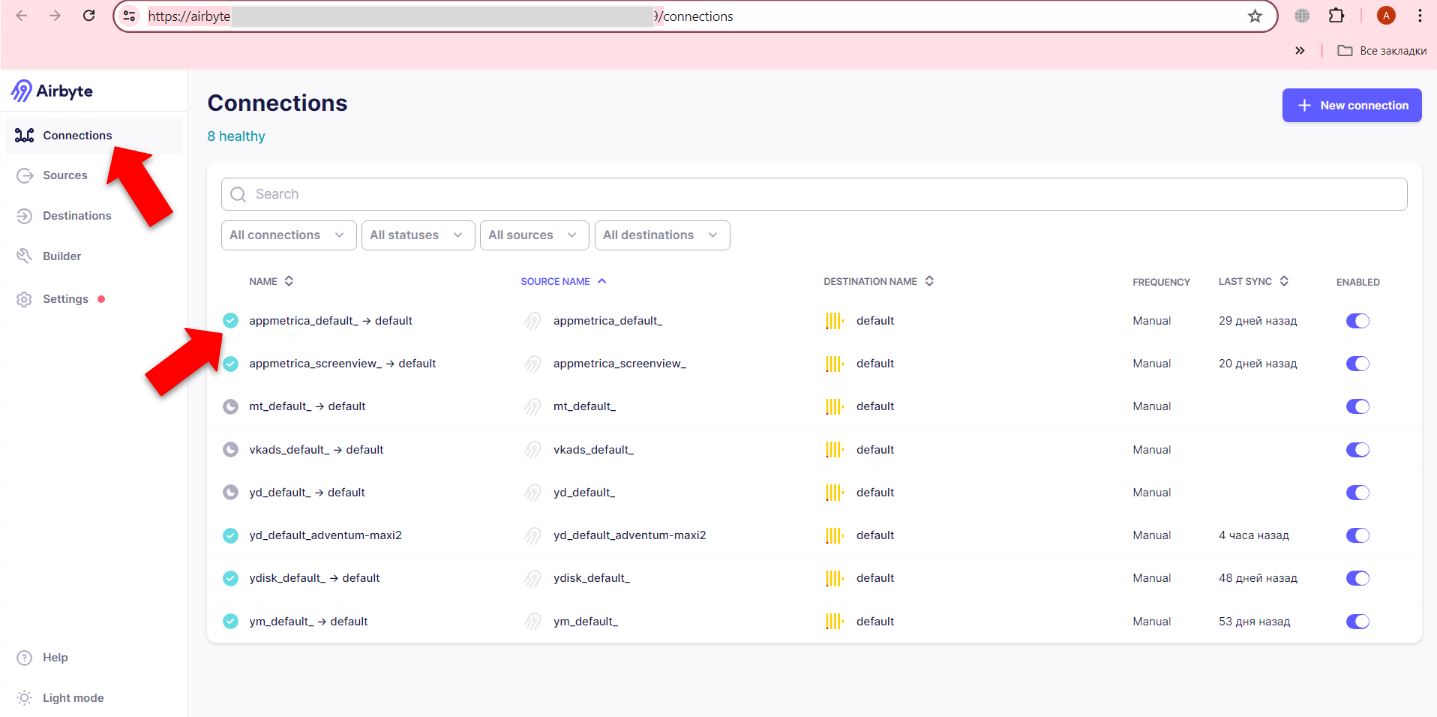 https://airbyte 9/connections
A
» Все закладки
Airbyte
Connections
Sources
Destinations
Builder
Settings
Help
Light mode
Connections
8 healthy
New connection
Search
All connections All statuses All sources All destinations
NAME SOURCE NAME DESTINATION NAME FREQUENCY LAST SYNC ENABLED
appmetrica_default_ → default appmetrica_default_ default Manual 29 дней назад
appmetrica_screenview_ → default appmetrica_screenview_ default Manual 20 дней назад
mt_default_ → default mt_default_ default Manual
vkads_default_ → default vkads_default_ default Manual
yd_default_ → default yd_default_ default Manual
yd_default_adventum-maxi2 yd_default_adventum-maxi2 default Manual 4 часа назад
ydisk_default_ → default ydisk_default_ default Manual 48 дней назад
ym_default_ → default ym_default_ default Manual 53 дня назад